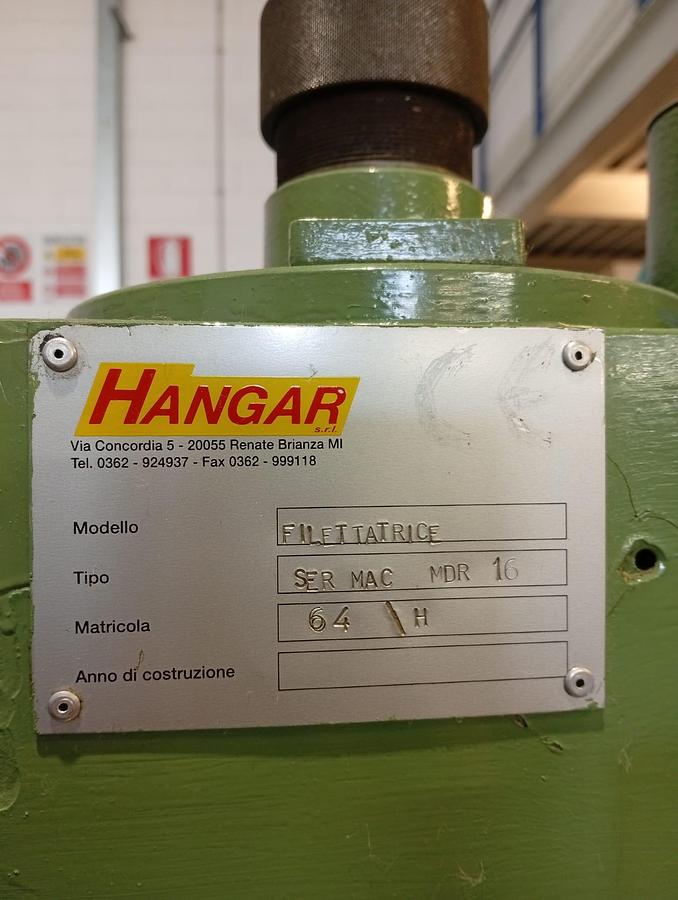 HANGAR
s.r.l.
Via Concordia 5 - 20055 Renate Brianza MI
Tel. 0362 - 924937 - Fax 0362 - 999118
CE
Modello FILETTATRICE
Tipo SER MAC MDR 16
Matricola 64 \ H
Anno di costruzione